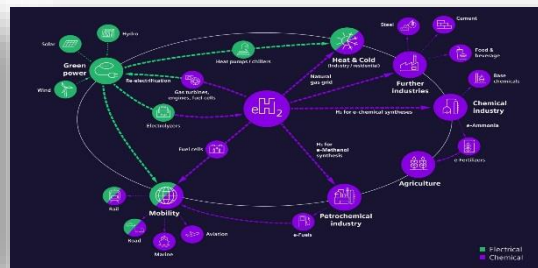 Solar
Hydro
Green
power
Wind
Heat pumps / chillers
Re-electrification
Gas turbines,
engines, fuel cells
Electrolyzers
eH2
Heat & Cold
(industry / residential)
Natural
gas grid
Steel
Cement
Further
industries
Food &
beverage
Base
chemicals
Chemical
industry
H₂ for e-chemical syntheses
e-Ammonia
e-Fertilizers
Agriculture
H₂ for
e-Methanol
synthesis
Fuel cells
Mobility
Rail
Road
Marine
Aviation
e-Fuels
Petrochemical
industry
Electrical
Chemical